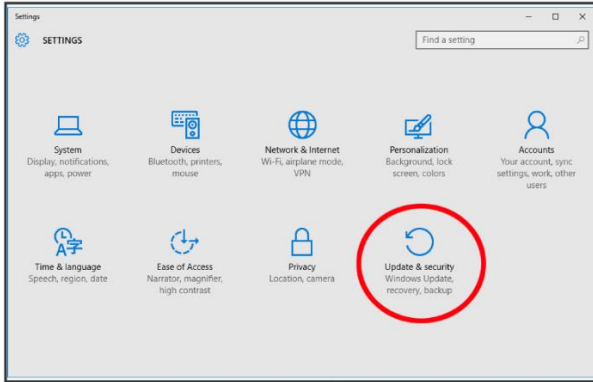 Settings
SETTINGS
Find a setting
System
Display, notifications,
apps, power
Devices
Bluetooth, printers,
mouse
Network & Internet
Wi-Fi, airplane mode,
VPN
Personalization
Background, lock
screen, colors
Accounts
Your account, sync
settings, work, other
users
A字
Time & language
Speech, region, date
Ease of Access
Narrator, magnifier,
high contrast
Privacy
Location, camera
Update & security
Windows Update,
recovery, backup